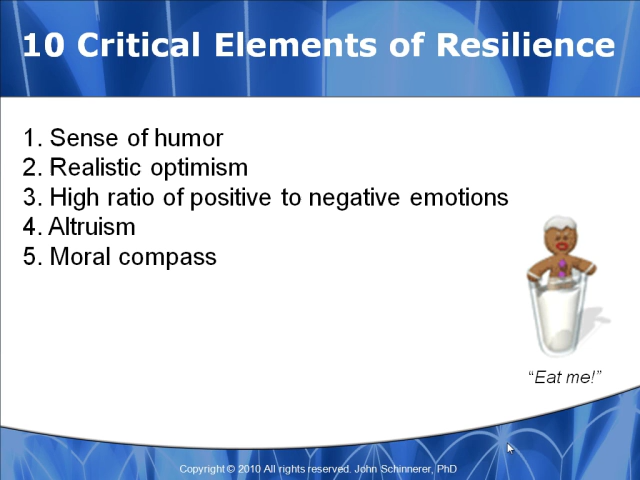 10 Critical Elements of Resilience
1. Sense of humor
2. Realistic optimism
3. High ratio of positive to negative emotions
4. Altruism
5. Moral compass
“Eat me!”
Copyright © 2010 All rights reserved. John Schinnerer, PhD